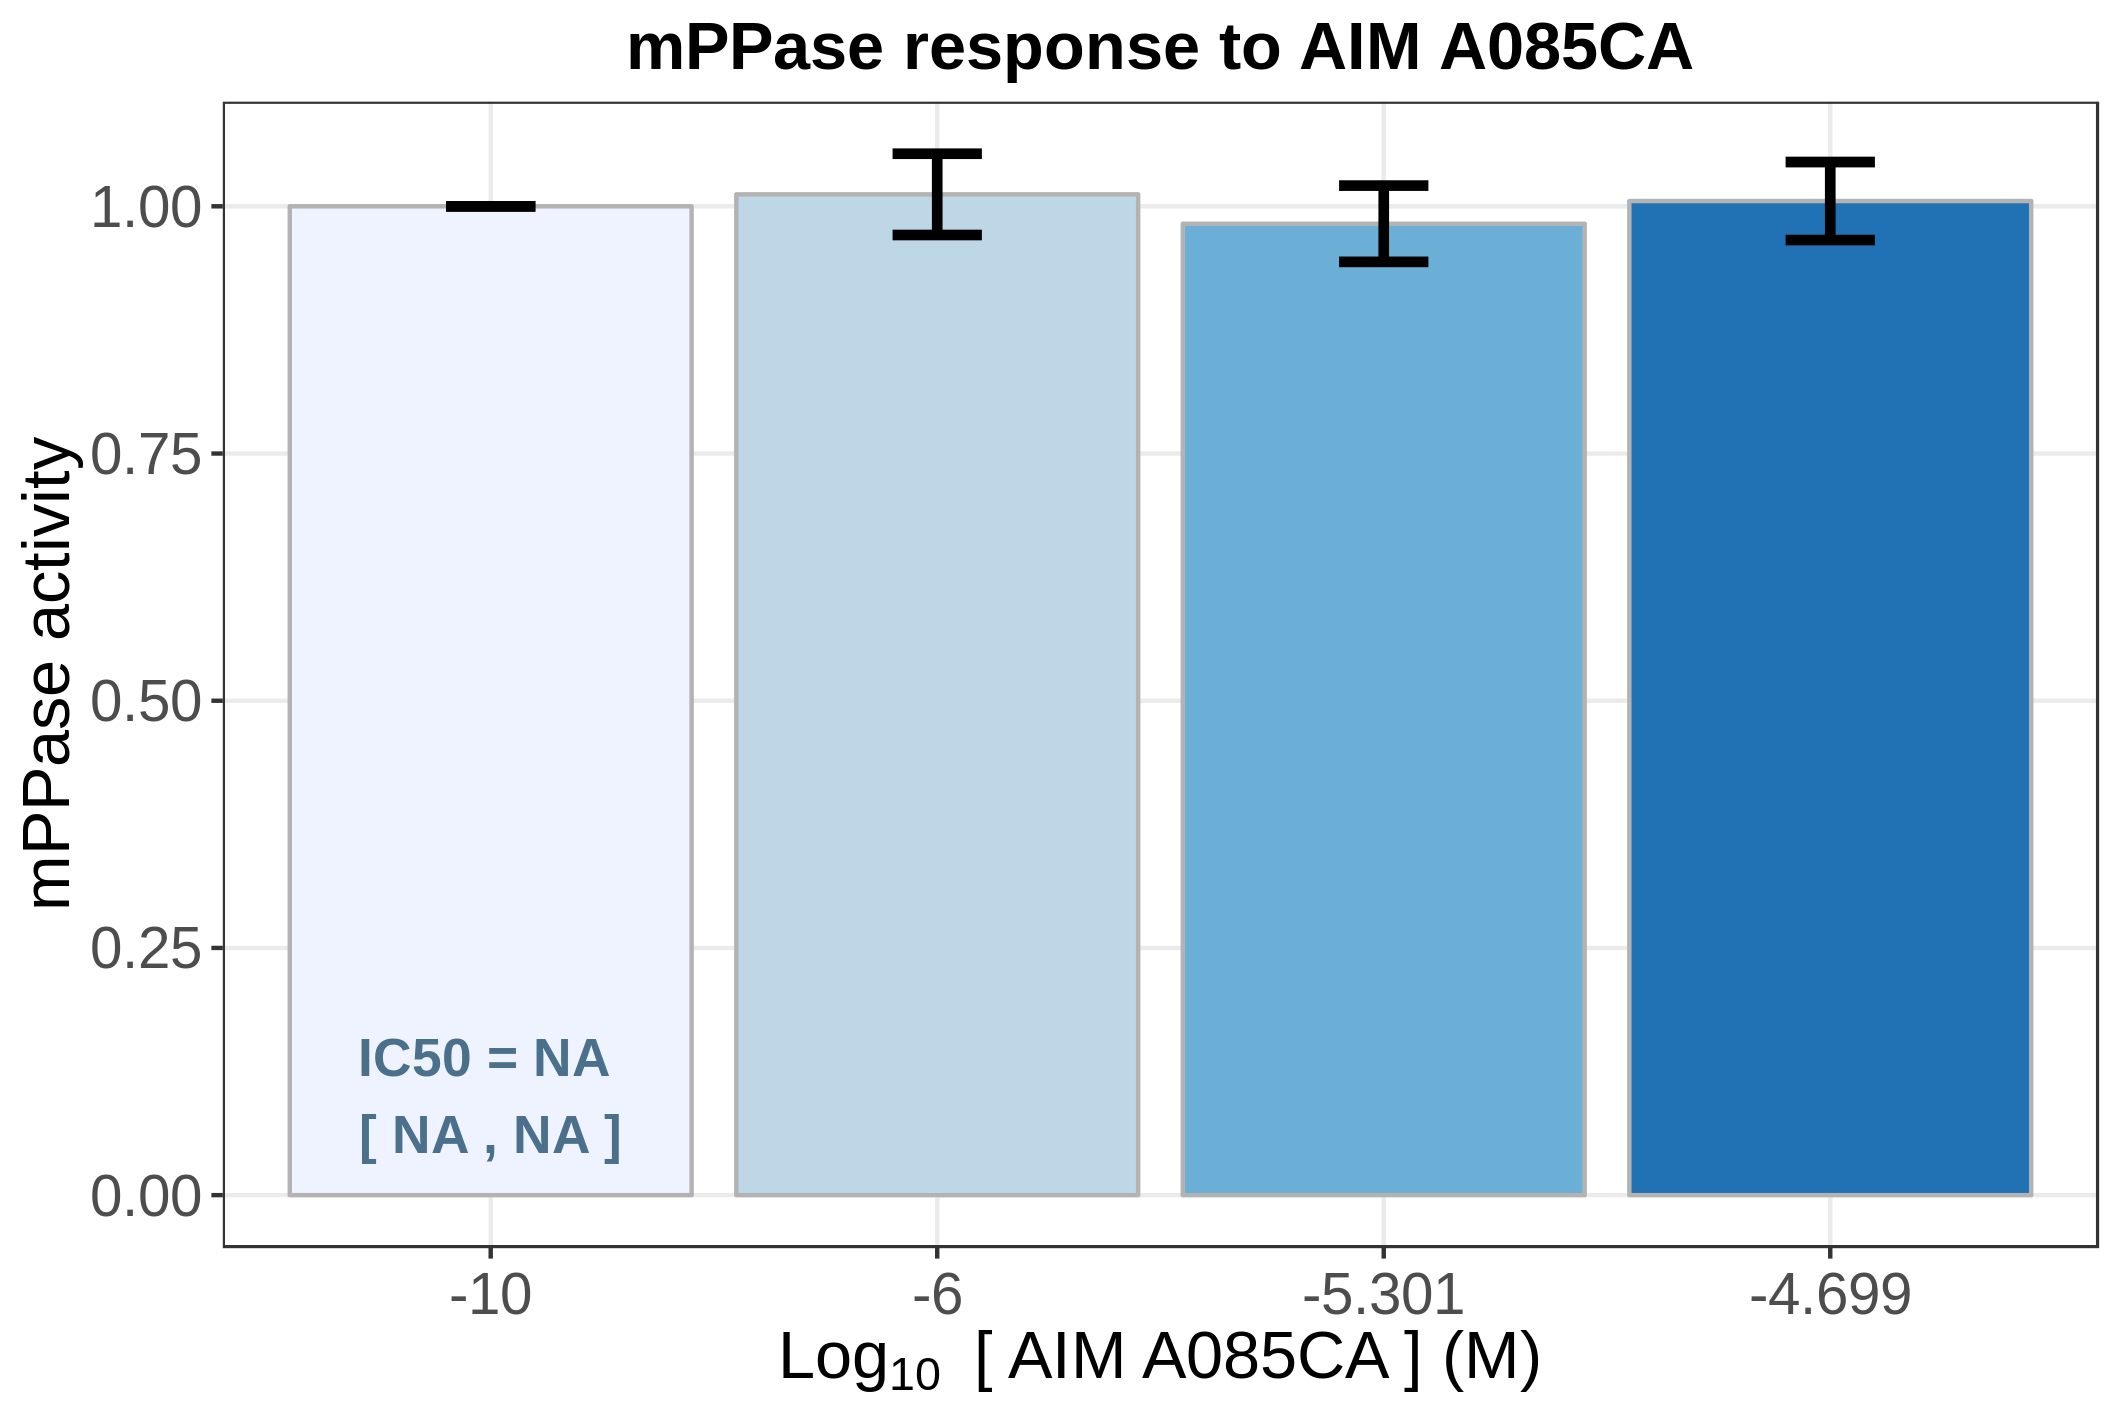 mPPase response to AIM A085CA
mPPase activity
1.00
0.75
0.50
0.25
0.00
IC50 = NA
[ NA , NA ]
-10
-6
-5.301
-4.699
Log₁₀ [ AIM A085CA ] (M)